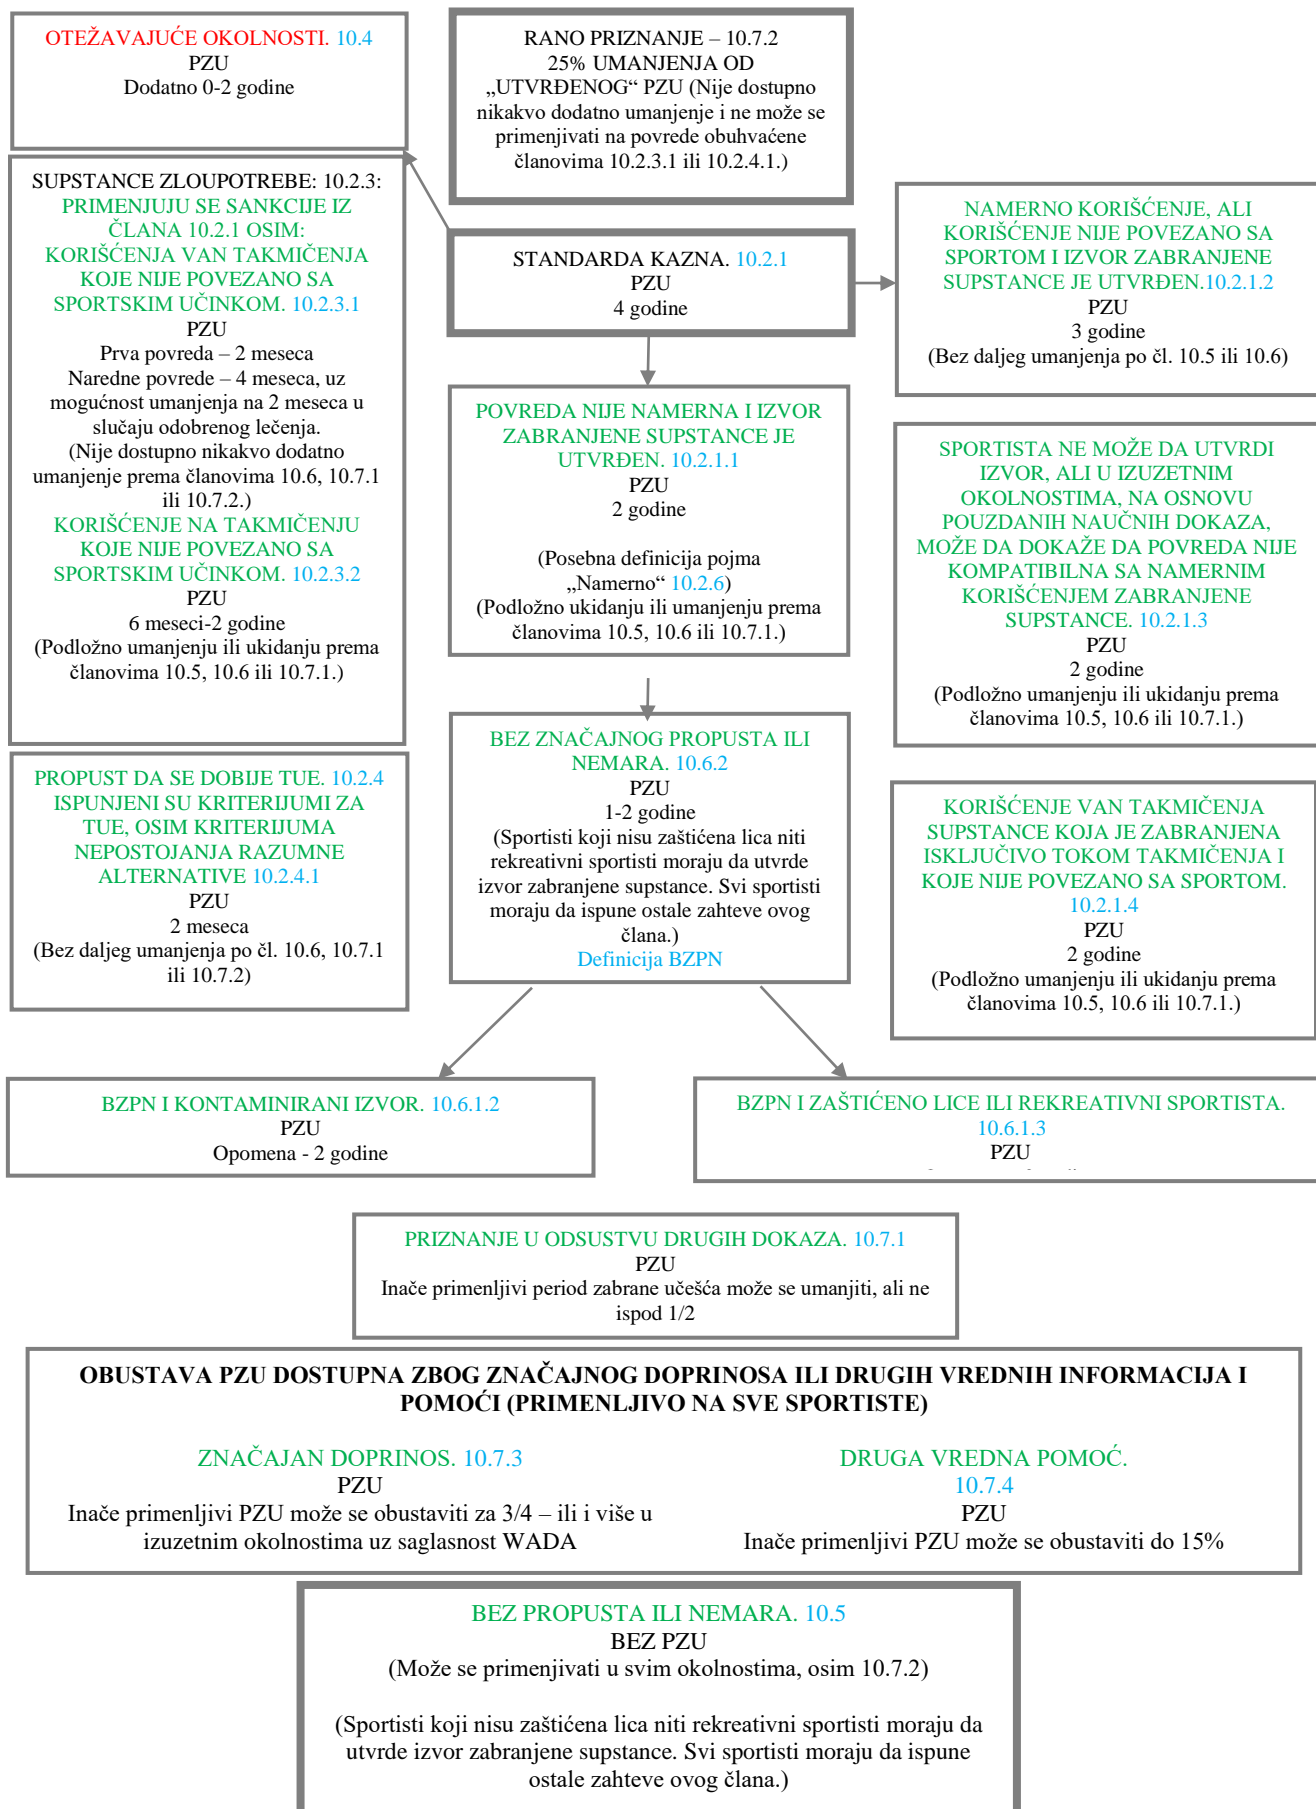 OTEŽAVAJUĆE OKOLNOSTI. 10.4
PZU
Dodatno 0-2 godine
RANO PRIZNANJE – 10.7.2
25% UMANJENJA OD
„UTVRĐENOG“ PZU (Nije dostupno
nikakvo dodatno umanjenje i ne može se
primenjivati na povrede obuhvaćene
članovima 10.2.3.1 ili 10.2.4.1.)
SUPSTANCE ZLOUPOTREBE: 10.2.3:
PRIMENJUJU SE SANKCIJE IZ
ČLANA 10.2.1 OSIM:
KORIŠĆENJA VAN TAKMIČENJA
KOJE NIJE POVEZANO SA
SPORTSKIM UČINKOM. 10.2.3.1
PZU
Prva povreda – 2 meseca
Naredne povrede – 4 meseca, uz
mogućnost umanjenja na 2 meseca u
slučaju odobrenog lečenja.
(Nije dostupno nikakvo dodatno
umanjenje prema članovima 10.6, 10.7.1
ili 10.7.2.)
KORIŠĆENJE NA TAKMIČENJU
KOJE NIJE POVEZANO SA
SPORTSKIM UČINKOM. 10.2.3.2
PZU
6 meseci-2 godine
(Podložno umanjenju ili ukidanju prema
članovima 10.5, 10.6 ili 10.7.1.)
STANDARDA KAZNA. 10.2.1
PZU
4 godine
NAMERNO KORIŠĆENJE, ALI
KORIŠĆENJE NIJE POVEZANO SA
SPORTOM I IZVOR ZABRANJENE
SUPSTANCE JE UTVRĐEN.10.2.1.2
PZU
3 godine
(Bez daljeg umanjenja po čl. 10.5 ili 10.6)
POVREDA NIJE NAMERNA I IZVOR
ZABRANJENE SUPSTANCE JE
UTVRĐEN. 10.2.1.1
PZU
2 godine
(Posebna definicija pojma
„Namerno“ 10.2.6)
(Podložno ukidanju ili umanjenju prema
članovima 10.5, 10.6 ili 10.7.1.)
SPORTISTA NE MOŽE DA UTVRDI
IZVOR, ALI U IZUZETNIM
OKOLNOSTIMA, NA OSNOVU
POUZDANIH NAUČNIH DOKAZA,
MOŽE DA DOKAŽE DA POVREDA NIJE
KOMPATIBILNA SA NAMERNIM
KORIŠĆENJEM ZABRANJENE
SUPSTANCE. 10.2.1.3
PZU
2 godine
(Podložno umanjenju ili ukidanju prema
članovima 10.5, 10.6 ili 10.7.1.)
BEZ ZNAČAJNOG PROPUSTA ILI
NEMARA. 10.6.2
PZU
1-2 godine
(Sportisti koji nisu zaštićena lica niti
rekreativni sportisti moraju da utvrde
izvor zabranjene supstance. Svi sportisti
moraju da ispune ostale zahteve ovog
člana.)
Definicija BZPN
PROPUST DA SE DOBIJE TUE. 10.2.4
ISPUNJENI SU KRITERIJUMI ZA
TUE, OSIM KRITERIJUMA
NEPOSTOJANJA RAZUMNE
ALTERNATIVE 10.2.4.1
PZU
2 meseca
(Bez daljeg umanjenja po čl. 10.6, 10.7.1
ili 10.7.2)
KORIŠĆENJE VAN TAKMIČENJA
SUPSTANCE KOJA JE ZABRANJENA
ISKLJUČIVO TOKOM TAKMIČENJA I
KOJE NIJE POVEZANO SA SPORTOM.
10.2.1.4
PZU
2 godine
(Podložno umanjenju ili ukidanju prema
članovima 10.5, 10.6 ili 10.7.1.)
BZPN I KONTAMINIRANI IZVOR. 10.6.1.2
PZU
Opomena - 2 godine
BZPN I ZAŠTIĆENO LICE ILI REKREATIVNI SPORTISTA.
10.6.1.3
PZU
PRIZNANJE U ODSUSTVU DRUGIH DOKAZA. 10.7.1
PZU
Inače primenljivi period zabrane učešća može se umanjiti, ali ne
ispod 1/2
OBUSTAVA PZU DOSTUPNA ZBOG ZNAČAJNOG DOPRINOSA ILI DRUGIH VREDNIH INFORMACIJA I
POMOĆI (PRIMENLJIVO NA SVE SPORTISTE)
ZNAČAJAN DOPRINOS. 10.7.3
PZU
Inače primenljivi PZU može se obustaviti za 3/4 – ili i više u
izuzetnim okolnostima uz saglasnost WADA
DRUGA VREDNA POMOĆ.
10.7.4
PZU
Inače primenljivi PZU može se obustaviti do 15%
BEZ PROPUSTA ILI NEMARA. 10.5
BEZ PZU
(Može se primenjivati u svim okolnostima, osim 10.7.2)
(Sportisti koji nisu zaštićena lica niti rekreativni sportisti moraju da
utvrde izvor zabranjene supstance. Svi sportisti moraju da ispune
ostale zahteve ovog člana.)